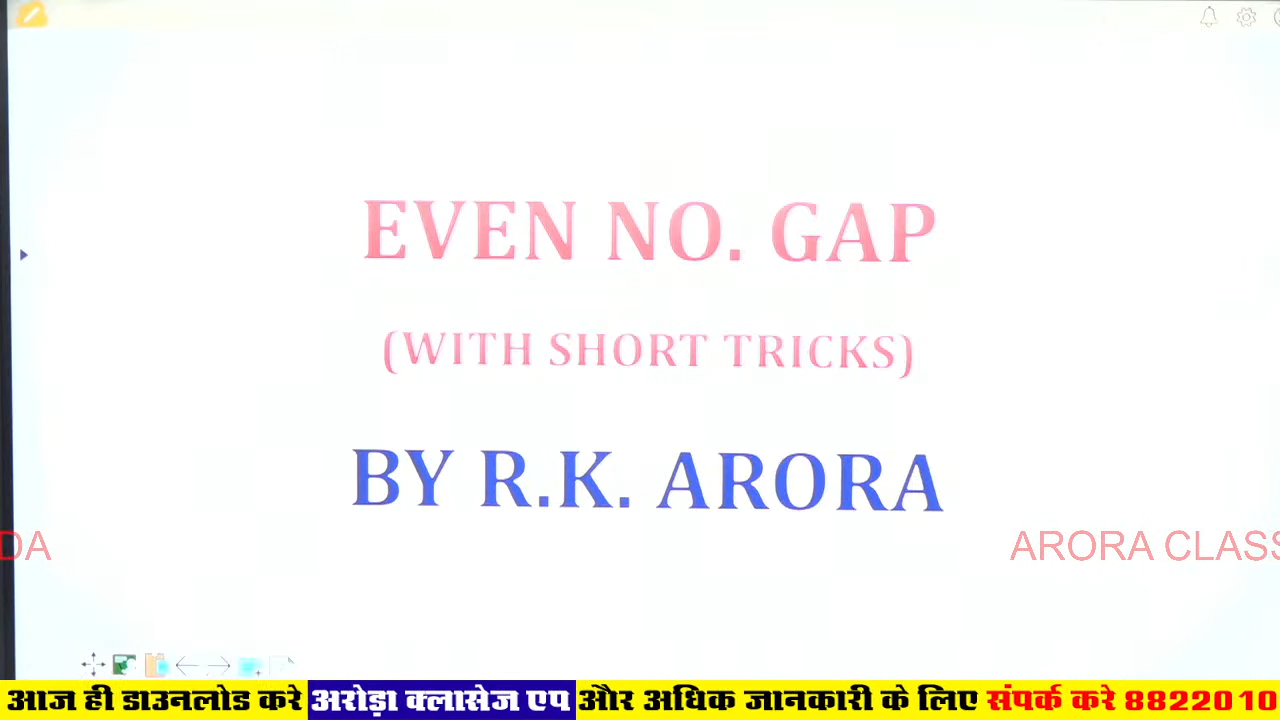 EVEN NO. GAP
(WITH SHORT TRICKS)
BY R.K. ARORA
DA
ARORA CLASS
आज ही डाउनलोड करे अरोड़ा क्लासेज एप और अधिक जानकारी के लिए संपर्क करे 8822010